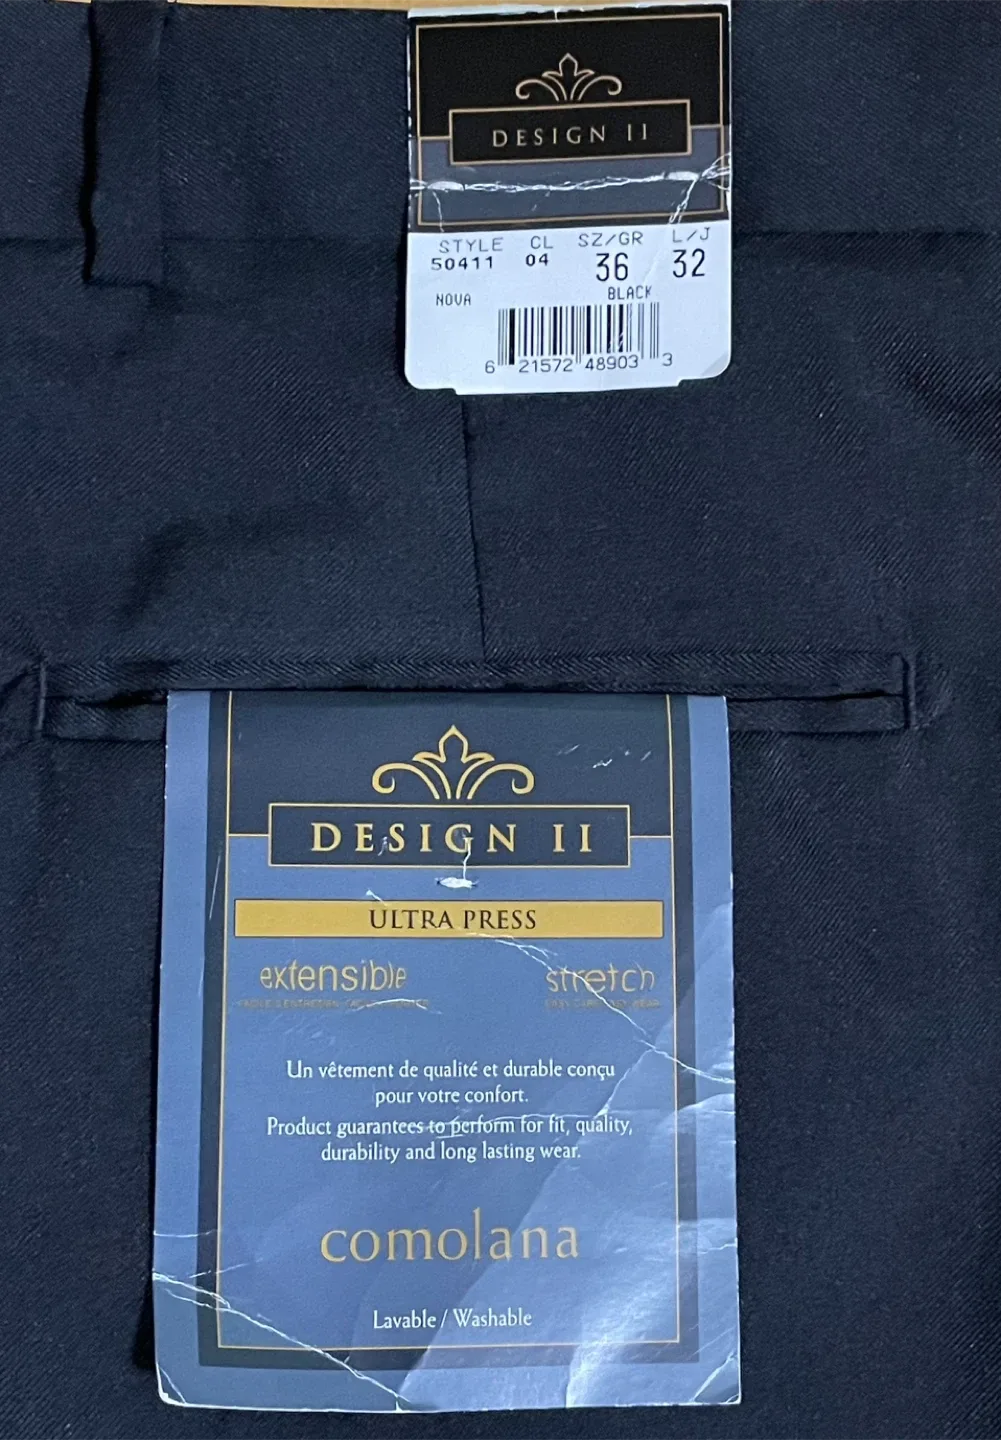 DESIGN II
STYLE CL SZ/GR L/J
50411 04 36 32
NOVA BLACK
6 21572 48903 3
DESIGN II
ULTRA PRESS
extensible stretch
Un vêtement de qualité et durable conçu
pour votre confort.
Product guarantees to perform for fit, quality,
durability and long lasting wear.
comolana
Lavable / Washable